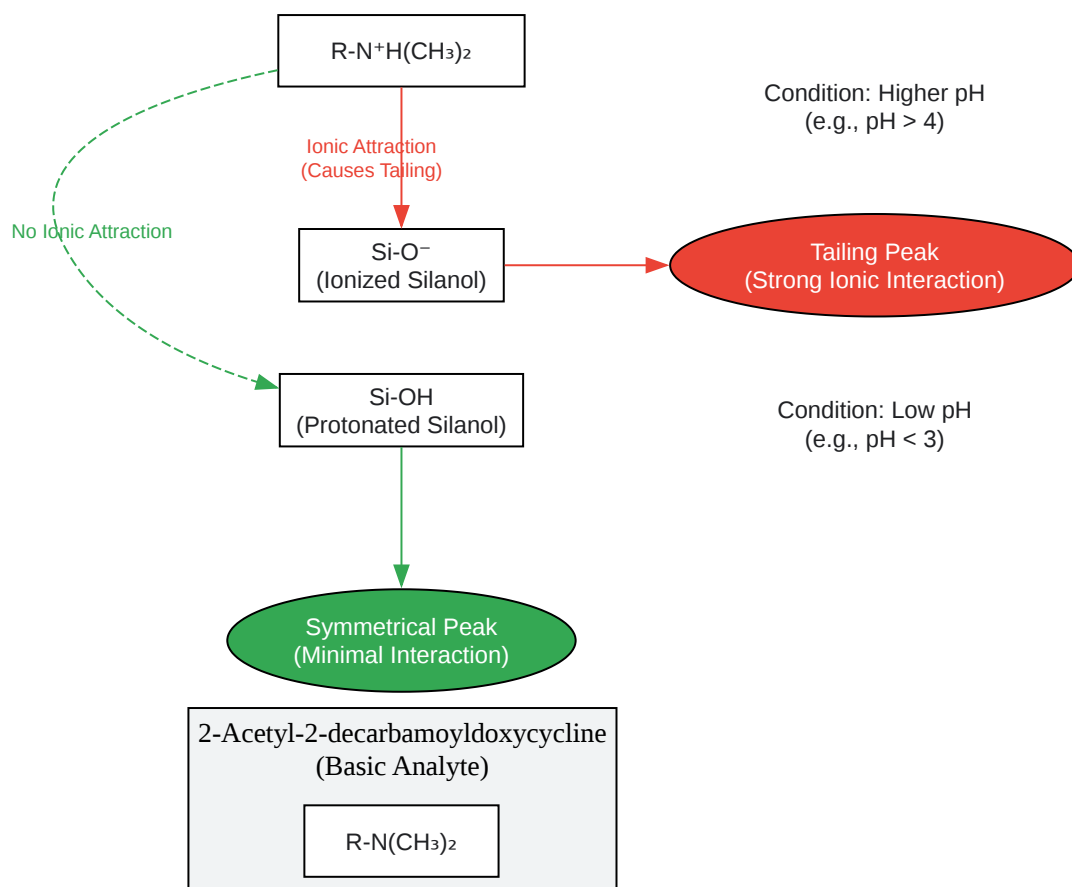 R-N⁺H(CH₃)₂
Condition: Higher pH
(e.g., pH > 4)
Ionic Attraction
(Causes Tailing)
No Ionic Attraction
Si-O⁻
(Ionized Silanol)
Tailing Peak
(Strong Ionic Interaction)
Si-OH
(Protonated Silanol)
Condition: Low pH
(e.g., pH < 3)
Symmetrical Peak
(Minimal Interaction)
2-Acetyl-2-decarbamoyldoxycycline
(Basic Analyte)
R-N(CH₃)₂